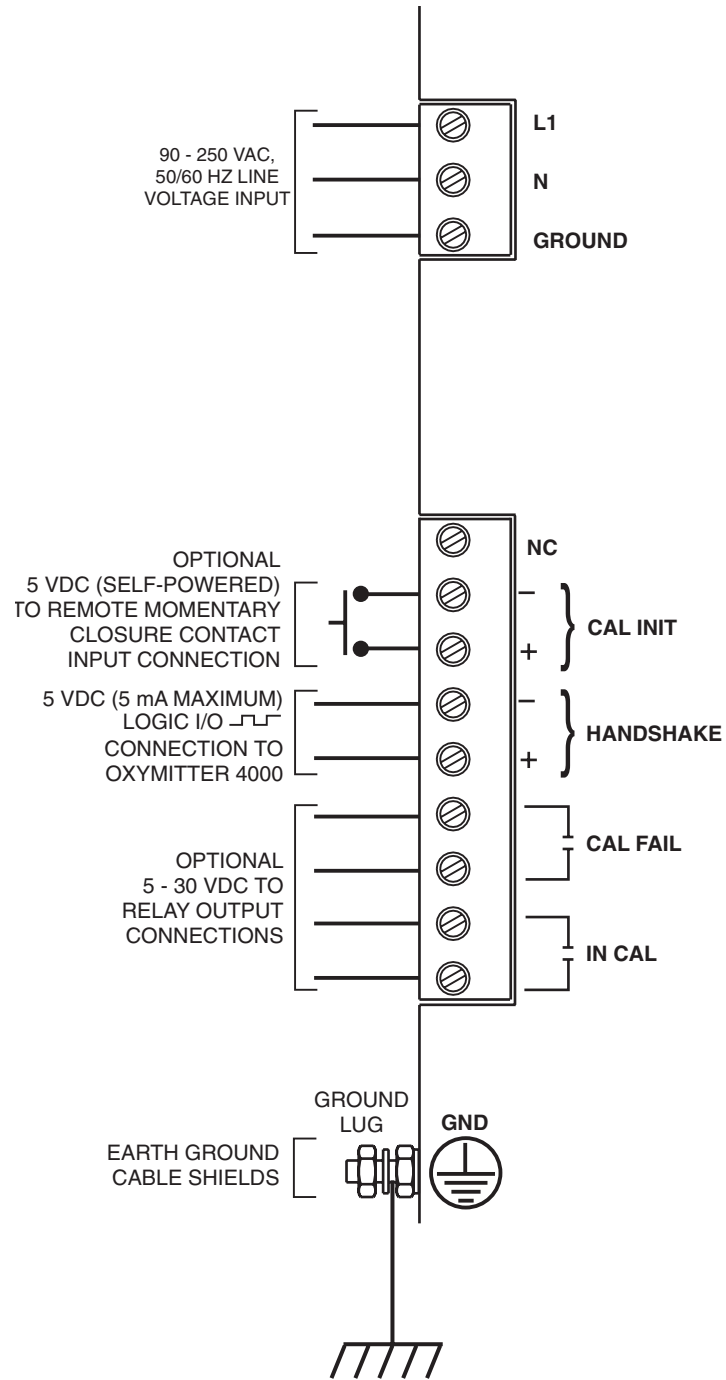 90 - 250 VAC,
50/60 HZ LINE
VOLTAGE INPUT
L1
N
GROUND
OPTIONAL
5 VDC (SELF-POWERED)
TO REMOTE MOMENTARY
CLOSURE CONTACT
INPUT CONNECTION
NC
–
+
CAL INIT
5 VDC (5 mA MAXIMUM)
LOGIC I/O
CONNECTION TO
OXYMITTER 4000
–
+
HANDSHAKE
OPTIONAL
5 - 30 VDC TO
RELAY OUTPUT
CONNECTIONS
CAL FAIL
IN CAL
GROUND
LUG
GND
EARTH GROUND
CABLE SHIELDS